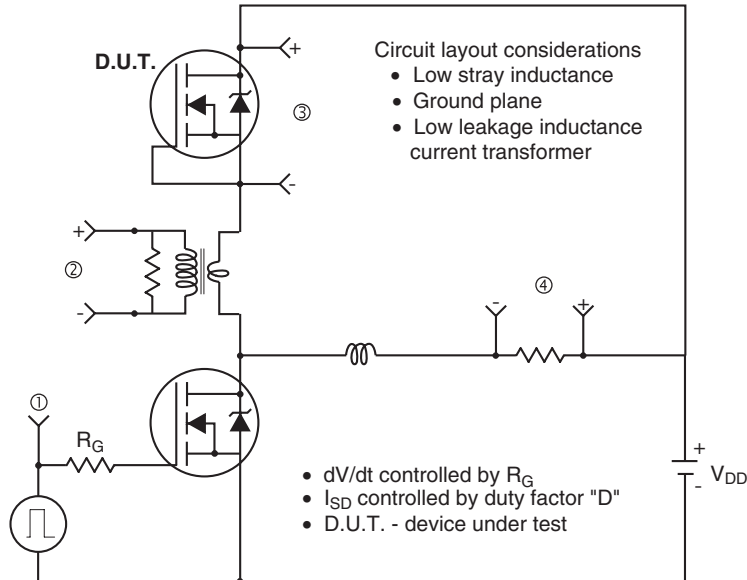 D.U.T.
+
③
-
Circuit layout considerations
• Low stray inductance
• Ground plane
• Low leakage inductance
current transformer
+
②
-
④
-
+
①
R_G
+
V_DD
-
• dV/dt controlled by R_G
• I_SD controlled by duty factor "D"
• D.U.T. - device under test